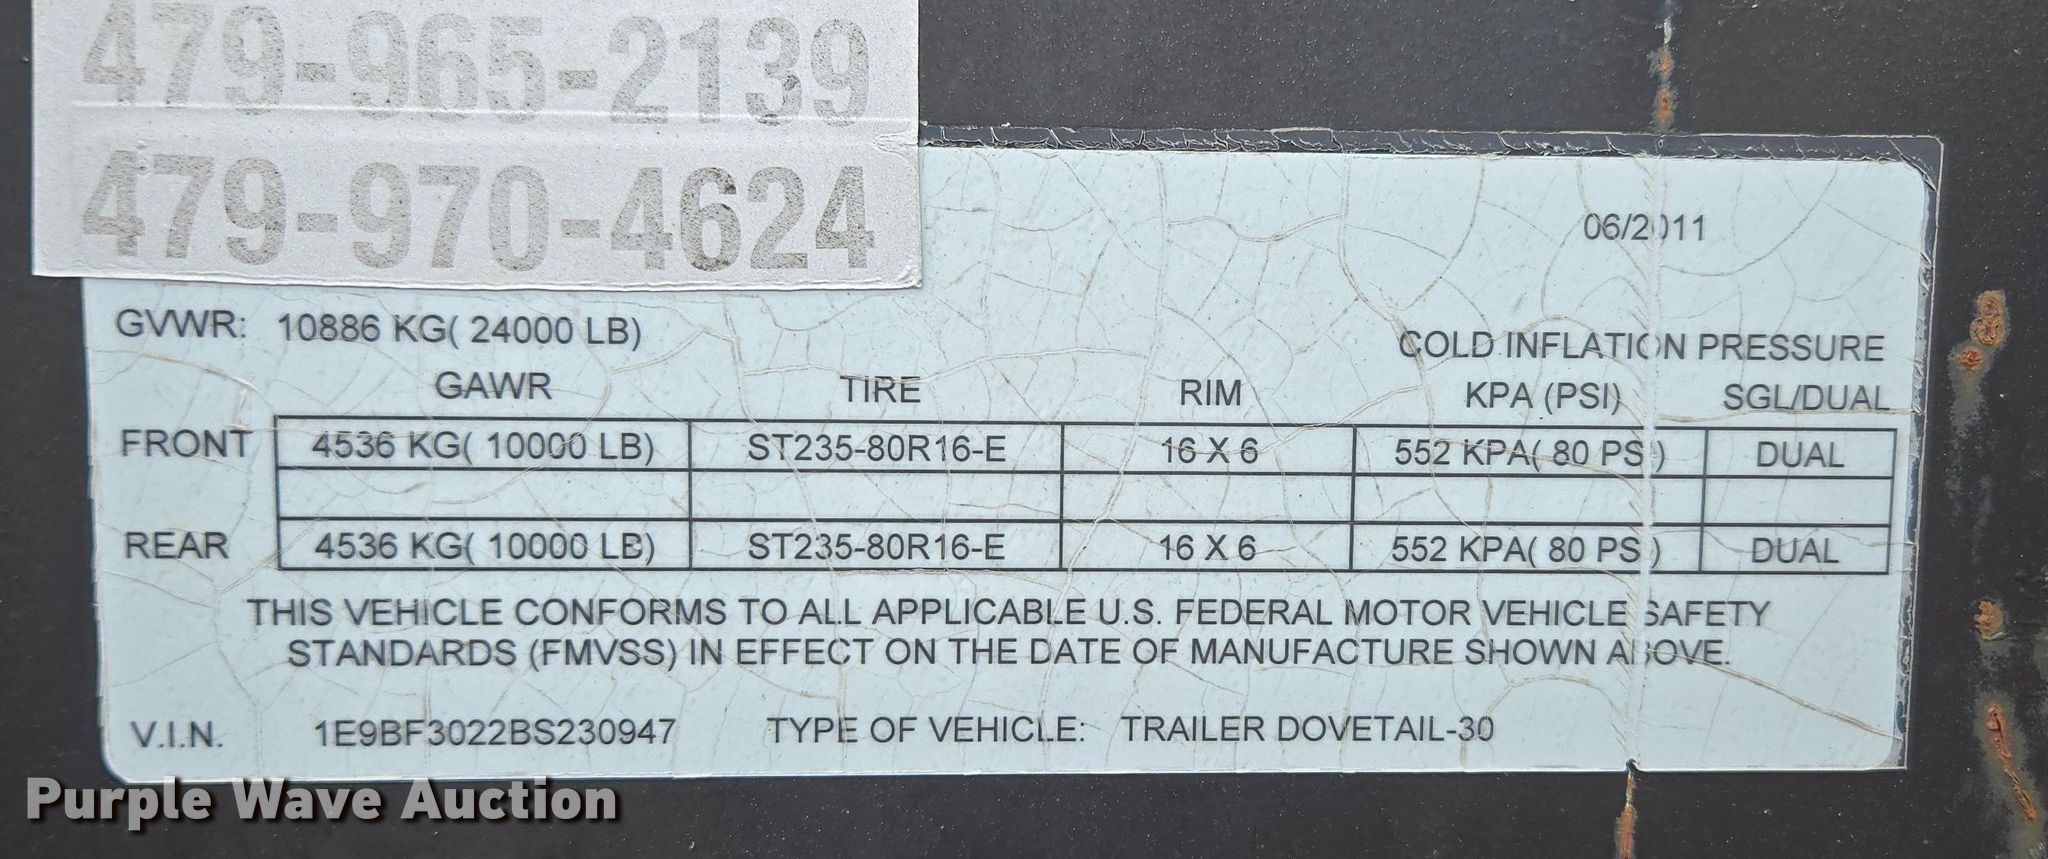 479-965-2139
479-970-4624
06/2011
GVWR: 10886 KG( 24000 LB)
COLD INFLATION PRESSURE
GAWR TIRE RIM KPA (PSI) SGL/DUAL
FRONT 4536 KG( 10000 LB) ST235-80R16-E 16 X 6 552 KPA( 80 PSI) DUAL
REAR 4536 KG( 10000 LB) ST235-80R16-E 16 X 6 552 KPA( 80 PSI) DUAL
THIS VEHICLE CONFORMS TO ALL APPLICABLE U.S. FEDERAL MOTOR VEHICLE SAFETY
STANDARDS (FMVSS) IN EFFECT ON THE DATE OF MANUFACTURE SHOWN ABOVE.
V.I.N. 1E9BF3022BS230947 TYPE OF VEHICLE: TRAILER DOVETAIL-30
Purple Wave Auction